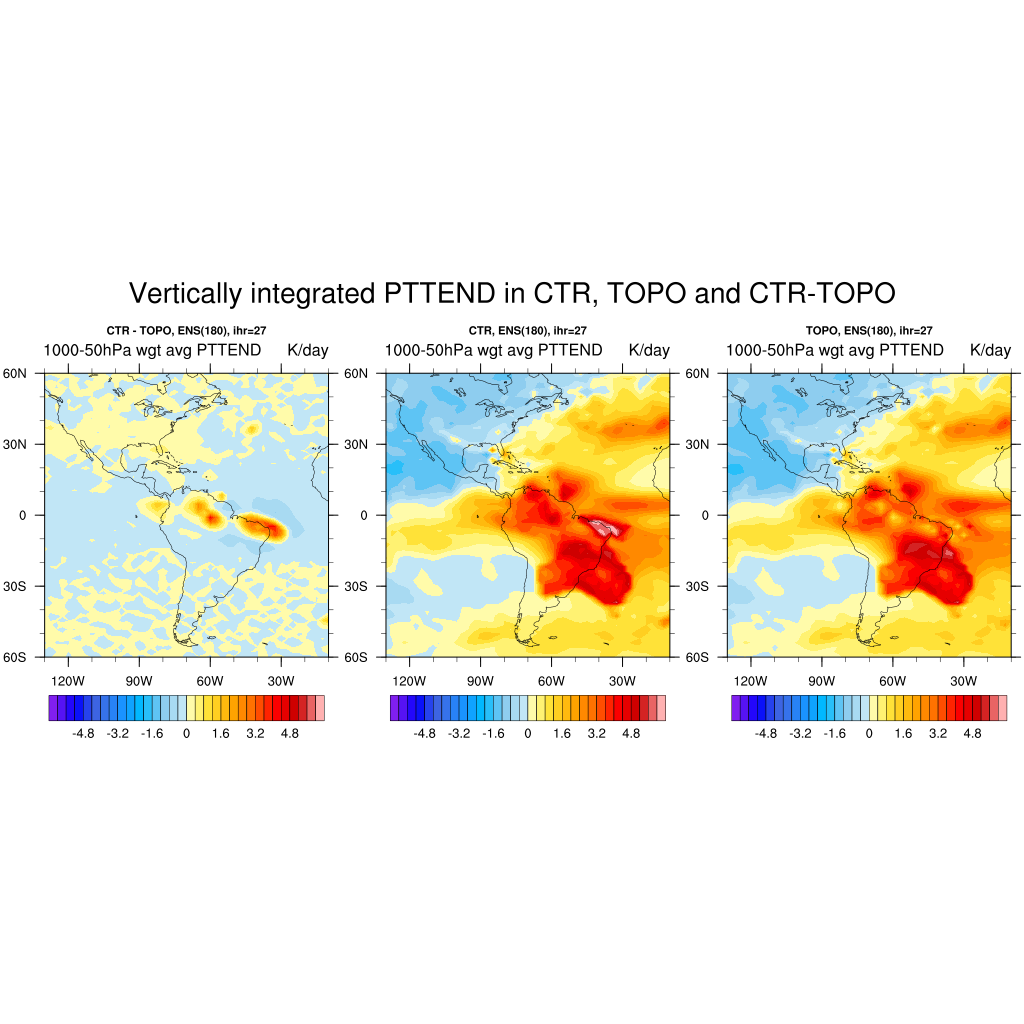 Vertically integrated PTTEND in CTR, TOPO and CTR-TOPO
CTR - TOPO, ENS(180), ihr=27
1000-50hPa wgt avg PTTEND K/day
60N
30N
0
30S
60S
120W 90W 60W 30W
-4.8 -3.2 -1.6 0 1.6 3.2 4.8
CTR, ENS(180), ihr=27
1000-50hPa wgt avg PTTEND K/day
60N
30N
0
30S
60S
120W 90W 60W 30W
-4.8 -3.2 -1.6 0 1.6 3.2 4.8
TOPO, ENS(180), ihr=27
1000-50hPa wgt avg PTTEND K/day
60N
30N
0
30S
60S
120W 90W 60W 30W
-4.8 -3.2 -1.6 0 1.6 3.2 4.8